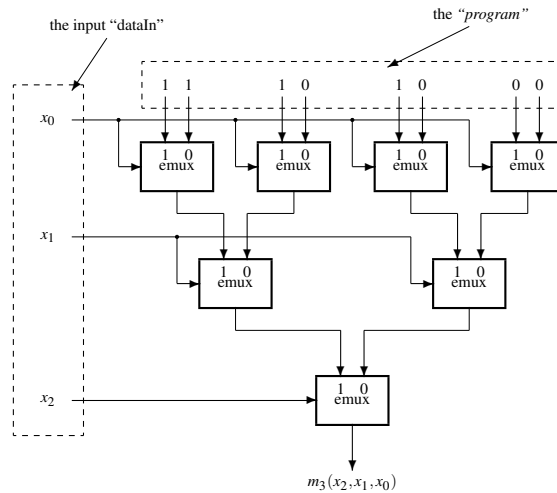 the “program”
the input “dataIn”
1 1 1 0 1 0 0 0
x0
1 0 1 0 1 0 1 0
emux emux emux emux
x1
1 0 1 0
emux emux
1 0
x2 emux
m3(x2,x1,x0)